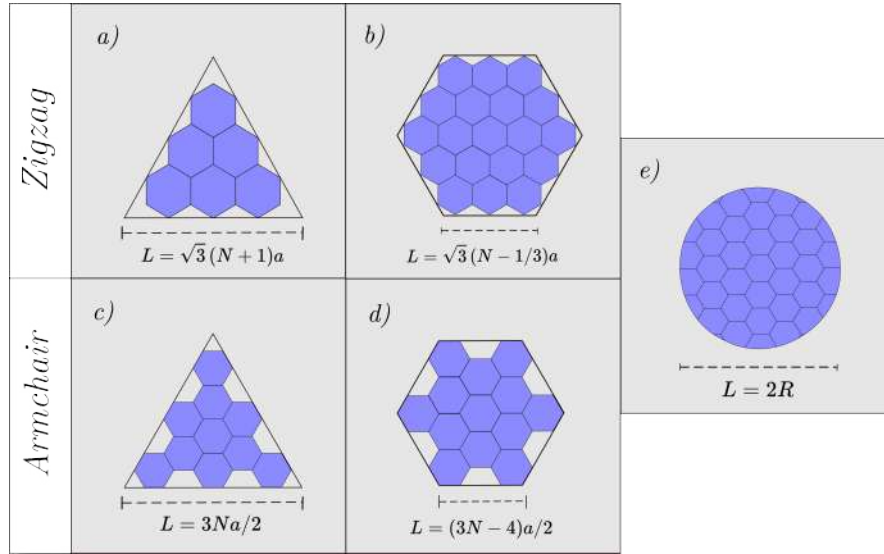 Zigzag
a)
L = √3 (N + 1)a
b)
L = √3 (N − 1/3)a
Armchair
c)
L = 3Na/2
d)
L = (3N − 4)a/2
e)
L = 2R